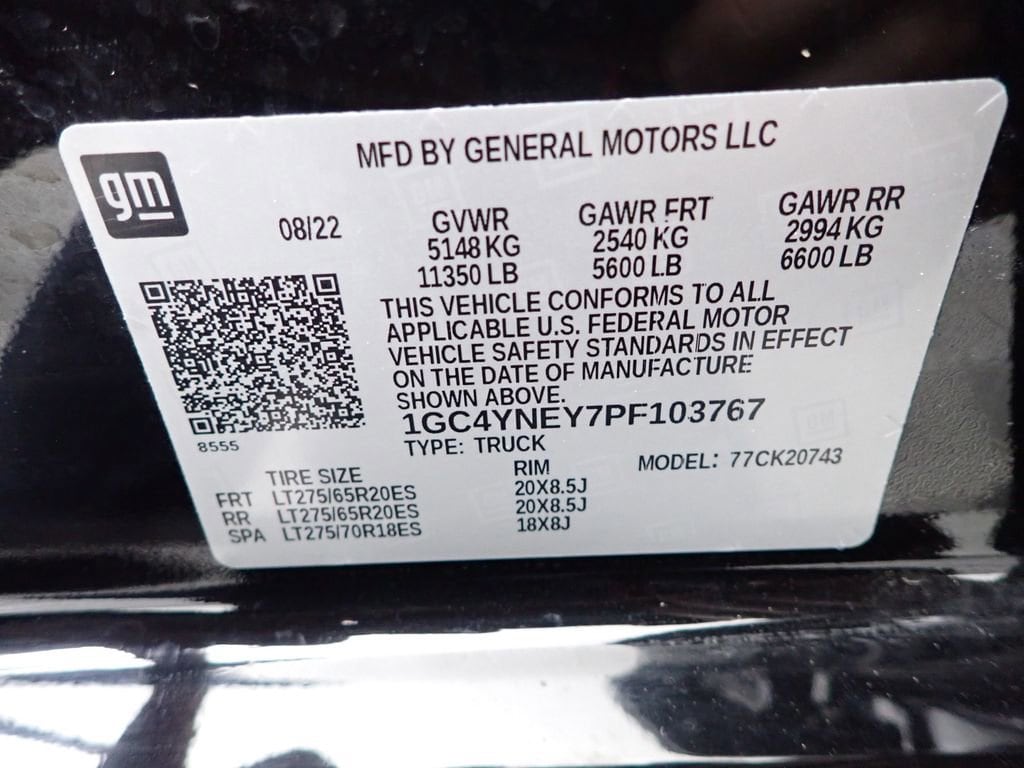 gm
MFD BY GENERAL MOTORS LLC
08/22
GVWR
5148 KG
11350 LB
GAWR FRT
2540 KG
5600 LB
GAWR RR
2994 KG
6600 LB
THIS VEHICLE CONFORMS TO ALL
APPLICABLE U.S. FEDERAL MOTOR
VEHICLE SAFETY STANDARDS IN EFFECT
ON THE DATE OF MANUFACTURE
SHOWN ABOVE.
1GC4YNEY7PF103767
TYPE: TRUCK
8555
MODEL: 77CK20743
TIRE SIZE RIM
FRT LT275/65R20ES 20X8.5J
RR LT275/65R20ES 20X8.5J
SPA LT275/70R18ES 18X8J